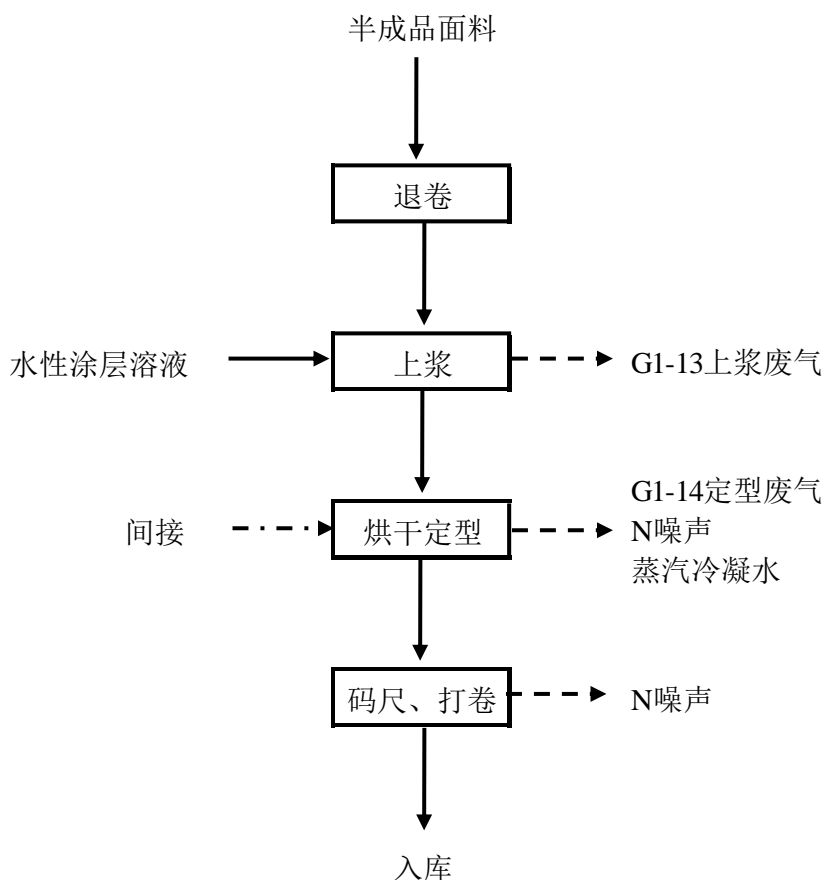 半成品面料
退卷
水性涂层溶液
上浆
G1-13上浆废气
G1-14定型废气
间接
烘干定型
N噪声
蒸汽冷凝水
码尺、打卷
N噪声
入库